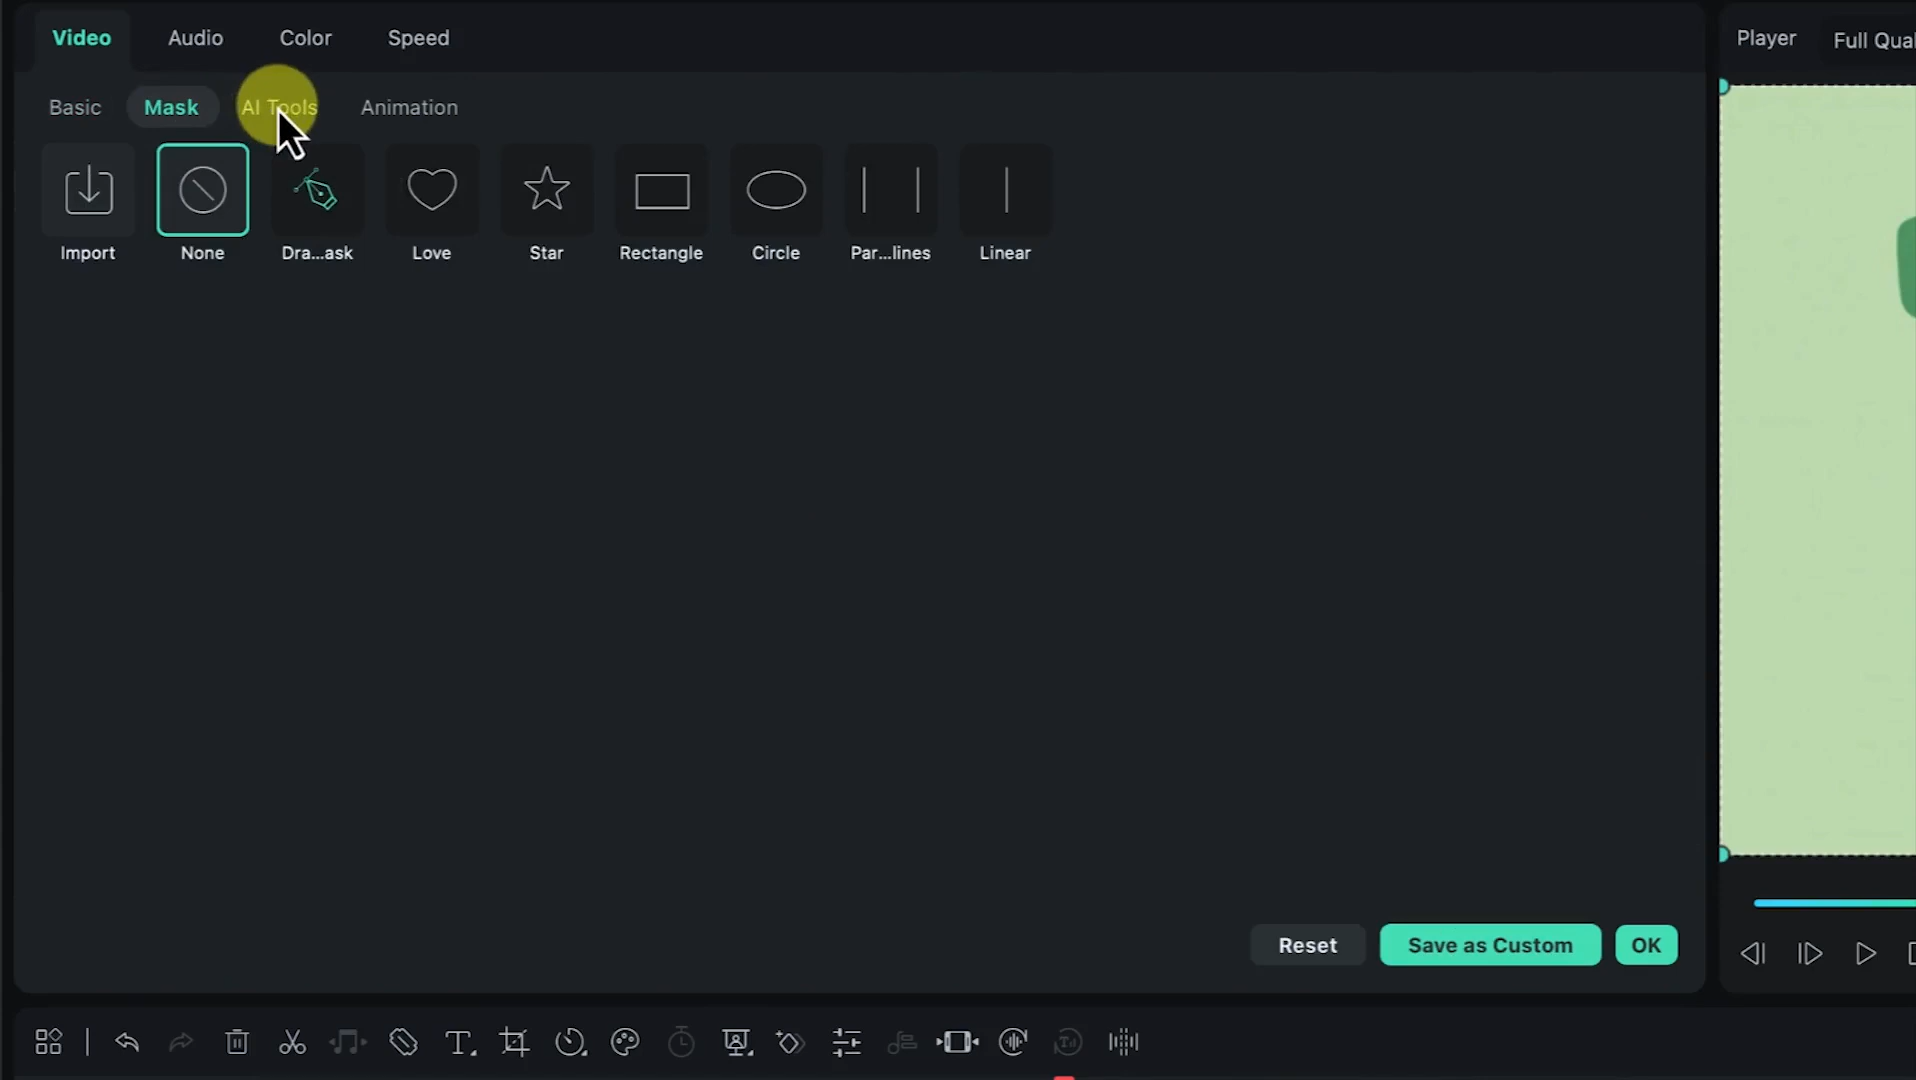 Video Audio Color Speed
Player Full Qual
Basic Mask AI Tools Animation
Import None Dra...ask Love Star Rectangle Circle Par...lines Linear
Reset Save as Custom OK